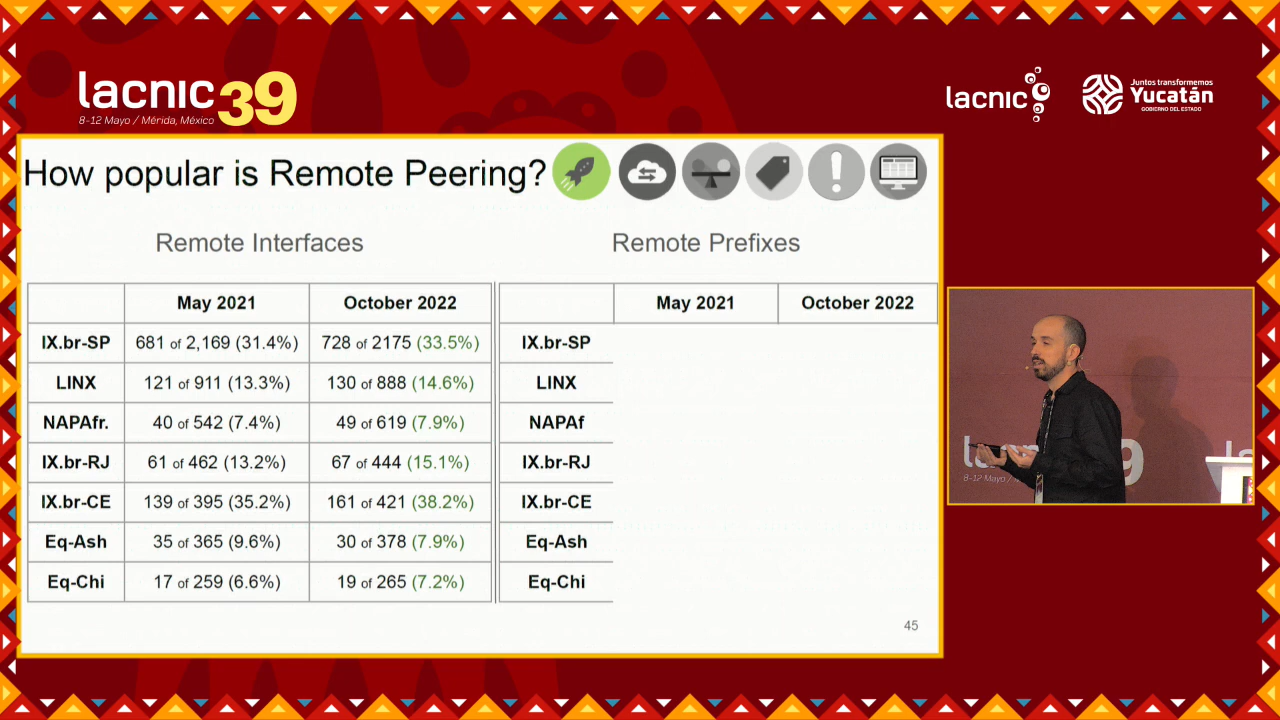 lacnic 39
8-12 Mayo / Mérida, México
lacnic
Juntos transformemos
Yucatán
GOBIERNO DEL ESTADO
How popular is Remote Peering?
Remote Interfaces
May 2021 October 2022
IX.br-SP 681 of 2,169 (31.4%) 728 of 2175 (33.5%)
LINX 121 of 911 (13.3%) 130 of 888 (14.6%)
NAPAfr. 40 of 542 (7.4%) 49 of 619 (7.9%)
IX.br-RJ 61 of 462 (13.2%) 67 of 444 (15.1%)
IX.br-CE 139 of 395 (35.2%) 161 of 421 (38.2%)
Eq-Ash 35 of 365 (9.6%) 30 of 378 (7.9%)
Eq-Chi 17 of 259 (6.6%) 19 of 265 (7.2%)
Remote Prefixes
May 2021 October 2022
IX.br-SP
LINX
NAPAf
IX.br-RJ
IX.br-CE
Eq-Ash
Eq-Chi
45
8-12 Mayo /